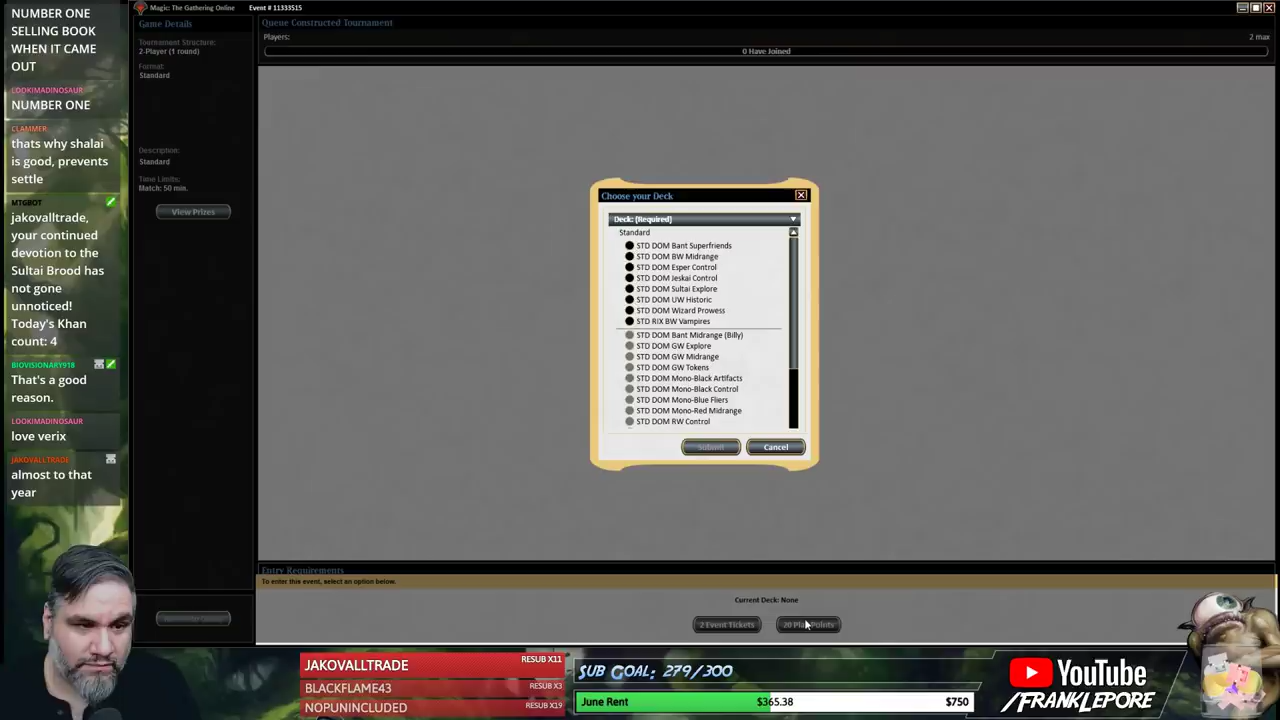 NUMBER ONE
SELLING BOOK
WHEN IT CAME
OUT
LOOKIMADINOSAUR
NUMBER ONE
CLAMMER
thats why shalai
is good, prevents
settle
MTGBOT
jakovalltrade,
your continued
devotion to the
Sultai Brood has
not gone
unnoticed!
Today's Khan
count: 4
BIOVISIONARY918
That's a good
reason.
LOOKIMADINOSAUR
love verix
JAKOVALLTRADE
almost to that
year
Magic: The Gathering Online Event # 11333515
Game Details
Tournament Structure:
2-Player (1 round)
Format:
Standard
Description:
Standard
Time Limits:
Match: 50 min.
View Prizes
Queue Constructed Tournament
Players: 2 max
0 Have Joined
Choose your Deck
Deck: (Required)
Standard
STD DOM Bant Superfriends
STD DOM BW Midrange
STD DOM Esper Control
STD DOM Jeskai Control
STD DOM Sultai Explore
STD DOM UW Historic
STD DOM Wizard Prowess
STD RIX BW Vampires
STD DOM Bant Midrange (Billy)
STD DOM GW Explore
STD DOM GW Midrange
STD DOM GW Tokens
STD DOM Mono-Black Artifacts
STD DOM Mono-Black Control
STD DOM Mono-Blue Fliers
STD DOM Mono-Red Midrange
STD DOM RW Control
Submit Cancel
Entry Requirements
To enter this event, select an option below.
Current Deck: None
2 Event Tickets 20 Play Points
JAKOVALLTRADE RESUB X11
BLACKFLAME43 RESUB X3
NOPUNINCLUDED RESUB X19
SUB GOAL: 279/300
June Rent $365.38 $750
YouTube
/FRANKLEPORE